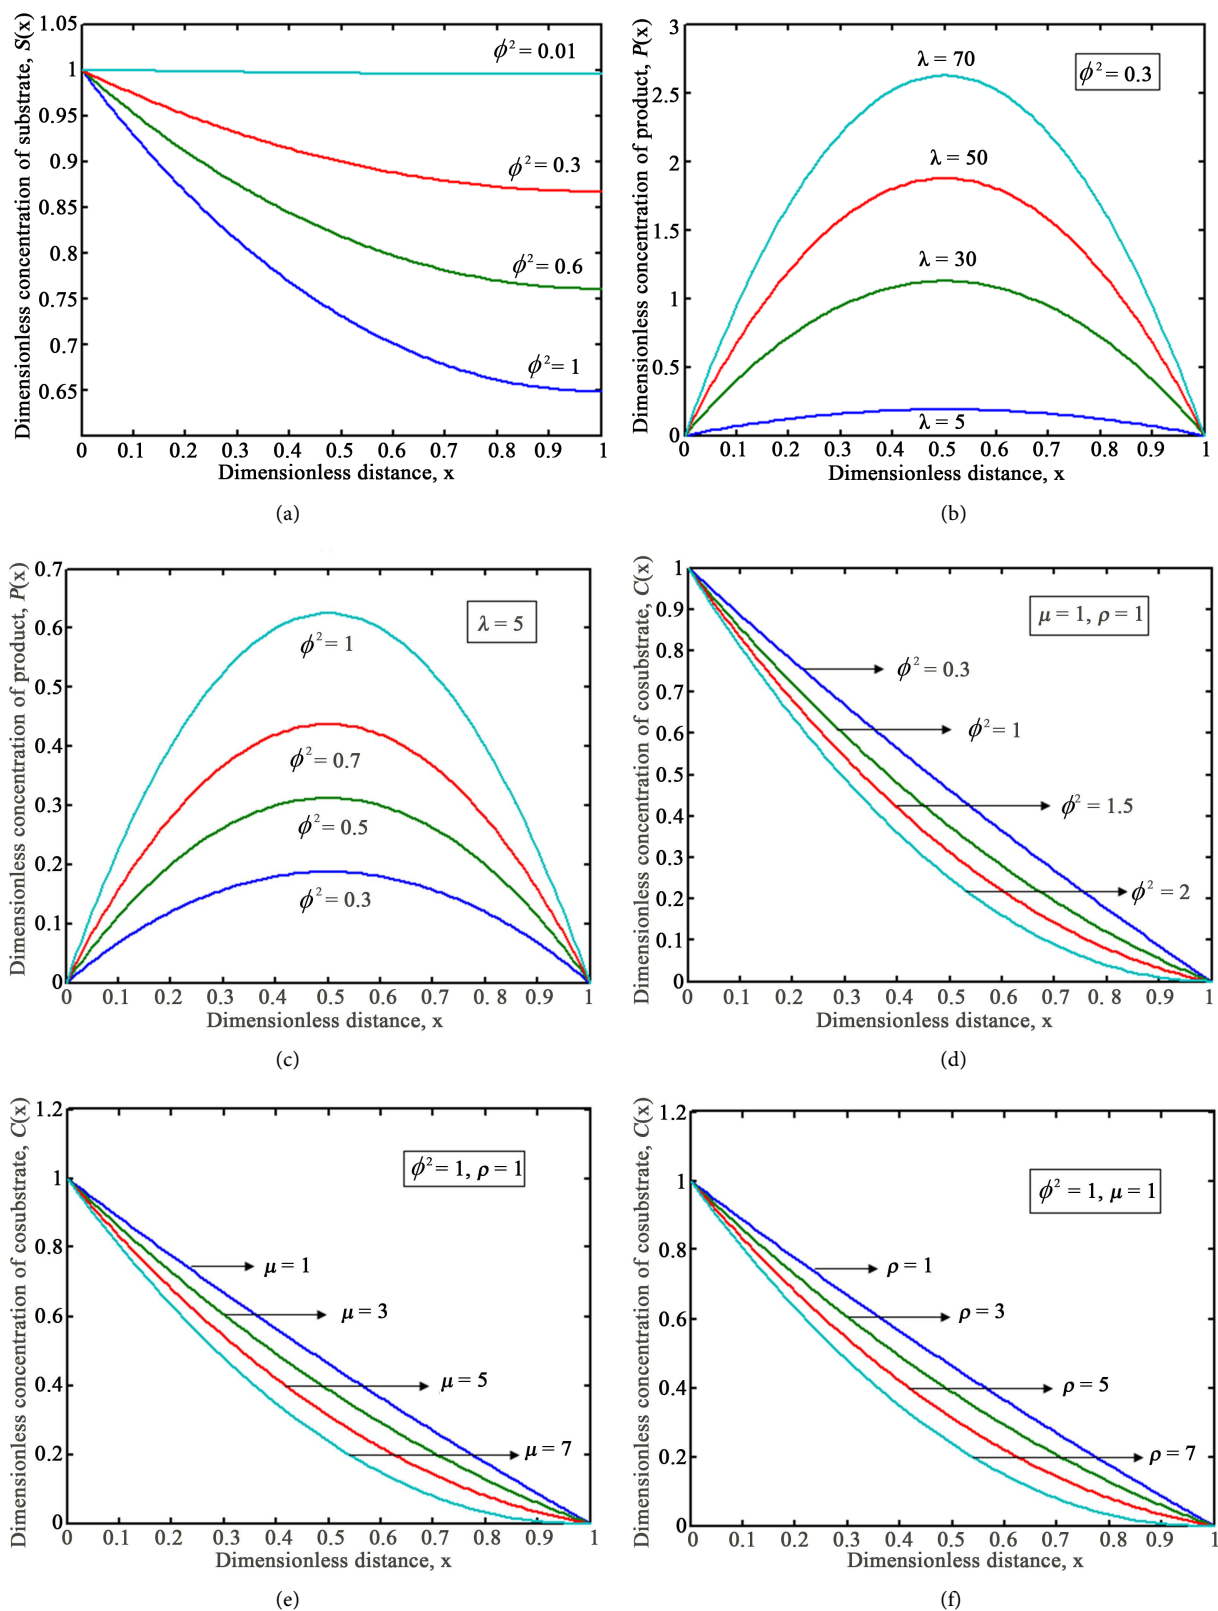 Dimensionless concentration of substrate, S(x)
1.05
1
0.95
0.9
0.85
0.8
0.75
0.7
0.65
ϕ² = 0.01
ϕ² = 0.3
ϕ² = 0.6
ϕ² = 1
0 0.1 0.2 0.3 0.4 0.5 0.6 0.7 0.8 0.9 1
Dimensionless distance, x
(a)
Dimensionless concentration of product, P(x)
3
2.5
2
1.5
1
0.5
0
ϕ² = 0.3
λ = 70
λ = 50
λ = 30
λ = 5
0 0.1 0.2 0.3 0.4 0.5 0.6 0.7 0.8 0.9 1
Dimensionless distance, x
(b)
Dimensionless concentration of product, P(x)
0.7
0.6
0.5
0.4
0.3
0.2
0.1
0
λ = 5
ϕ² = 1
ϕ² = 0.7
ϕ² = 0.5
ϕ² = 0.3
0 0.1 0.2 0.3 0.4 0.5 0.6 0.7 0.8 0.9 1
Dimensionless distance, x
(c)
Dimensionless concentration of cosubstrate, C(x)
1
0.9
0.8
0.7
0.6
0.5
0.4
0.3
0.2
0.1
0
μ = 1, ρ = 1
ϕ² = 0.3
ϕ² = 1
ϕ² = 1.5
ϕ² = 2
0 0.1 0.2 0.3 0.4 0.5 0.6 0.7 0.8 0.9 1
Dimensionless distance, x
(d)
Dimensionless concentration of cosubstrate, C(x)
1.2
1
0.8
0.6
0.4
0.2
0
ϕ² = 1, ρ = 1
μ = 1
μ = 3
μ = 5
μ = 7
0 0.1 0.2 0.3 0.4 0.5 0.6 0.7 0.8 0.9 1
Dimensionless distance, x
(e)
Dimensionless concentration of cosubstrate, C(x)
1.2
1
0.8
0.6
0.4
0.2
0
ϕ² = 1, μ = 1
ρ = 1
ρ = 3
ρ = 5
ρ = 7
0 0.1 0.2 0.3 0.4 0.5 0.6 0.7 0.8 0.9 1
Dimensionless distance, x
(f)